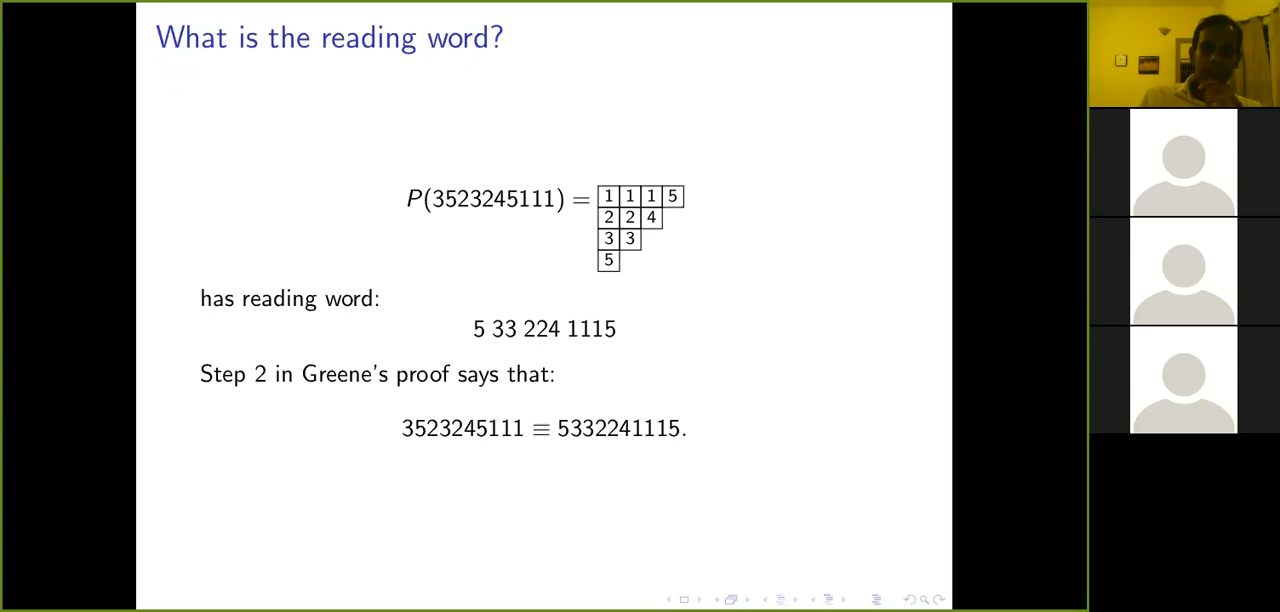 What is the reading word?
P(3523245111) =
1 1 1 5
2 2 4
3 3
5
has reading word:
5 33 224 1115
Step 2 in Greene's proof says that:
3523245111 ≡ 5332241115.